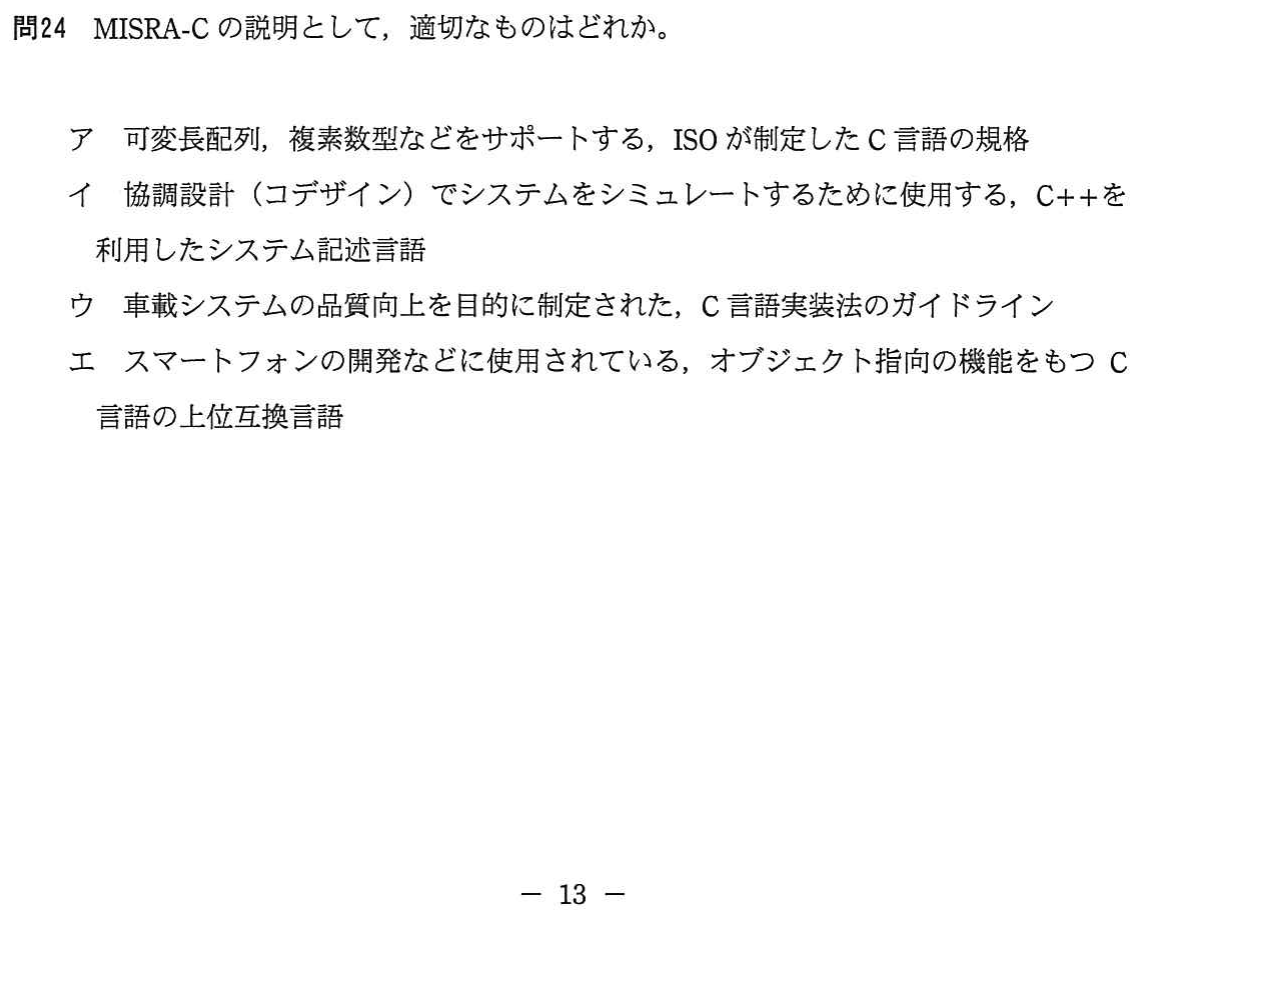 問24 MISRA-C の説明として，適切なものはどれか。
ア 可変長配列，複素数型などをサポートする，ISO が制定した C 言語の規格
イ 協調設計（コデザイン）でシステムをシミュレートするために使用する，C++を
利用したシステム記述言語
ウ 車載システムの品質向上を目的に制定された，C 言語実装法のガイドライン
エ スマートフォンの開発などに使用されている，オブジェクト指向の機能をもつ C
言語の上位互換言語
－ 13 －